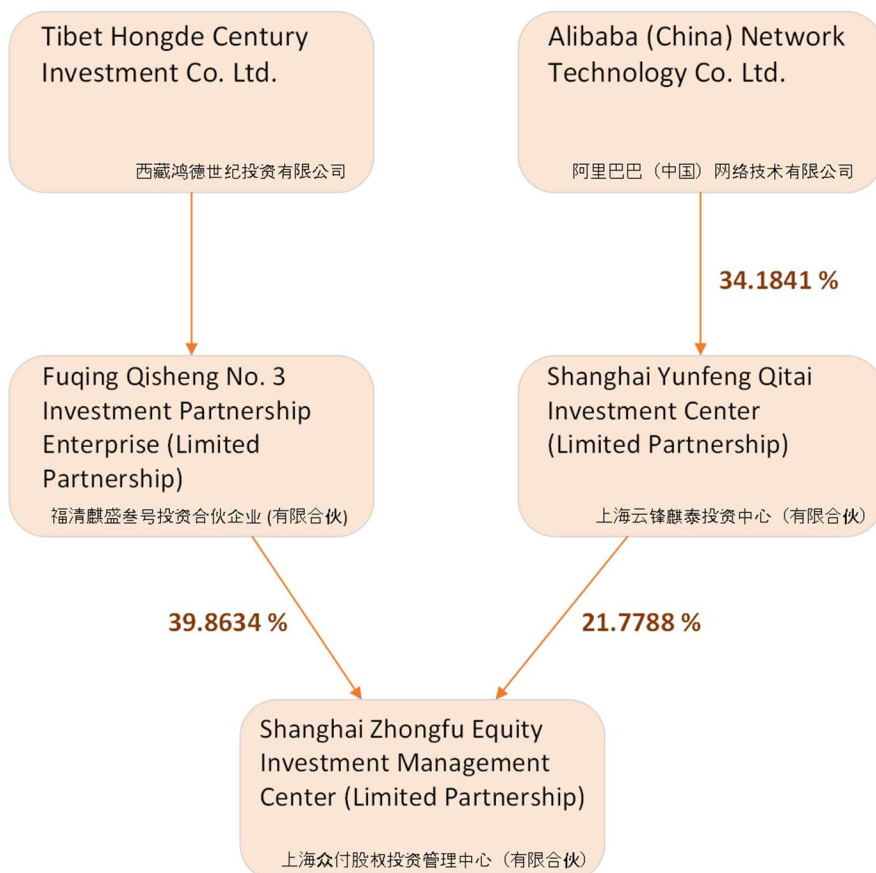 Tibet Hongde Century
Investment Co. Ltd.
西藏鸿德世纪投资有限公司
Alibaba (China) Network
Technology Co. Ltd.
阿里巴巴（中国）网络技术有限公司
34.1841 %
Fuqing Qisheng No. 3
Investment Partnership
Enterprise (Limited
Partnership)
福清麒盛叁号投资合伙企业 (有限合伙)
Shanghai Yunfeng Qitai
Investment Center
(Limited Partnership)
上海云锋麒泰投资中心（有限合伙）
39.8634 %
21.7788 %
Shanghai Zhongfu Equity
Investment Management
Center (Limited Partnership)
上海众付股权投资管理中心（有限合伙）